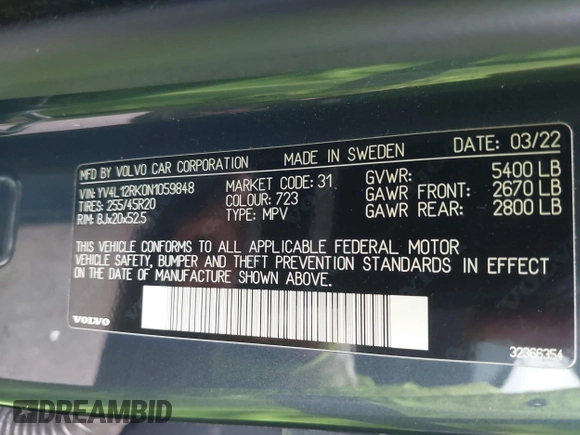 MFD BY VOLVO CAR CORPORATION MADE IN SWEDEN DATE: 03/22
VIN: YV4L12RK0N1059848 MARKET CODE: 31 GVWR: 5400 LB
TIRES: 255/45R20 COLOUR: 723 GAWR FRONT: 2670 LB
RIM: 8Jx20x52.5 TYPE: MPV GAWR REAR: 2800 LB
THIS VEHICLE CONFORMS TO ALL APPLICABLE FEDERAL MOTOR
VEHICLE SAFETY, BUMPER AND THEFT PREVENTION STANDARDS IN EFFECT
ON THE DATE OF MANUFACTURE SHOWN ABOVE.
VOLVO
32366354
DREAMBID